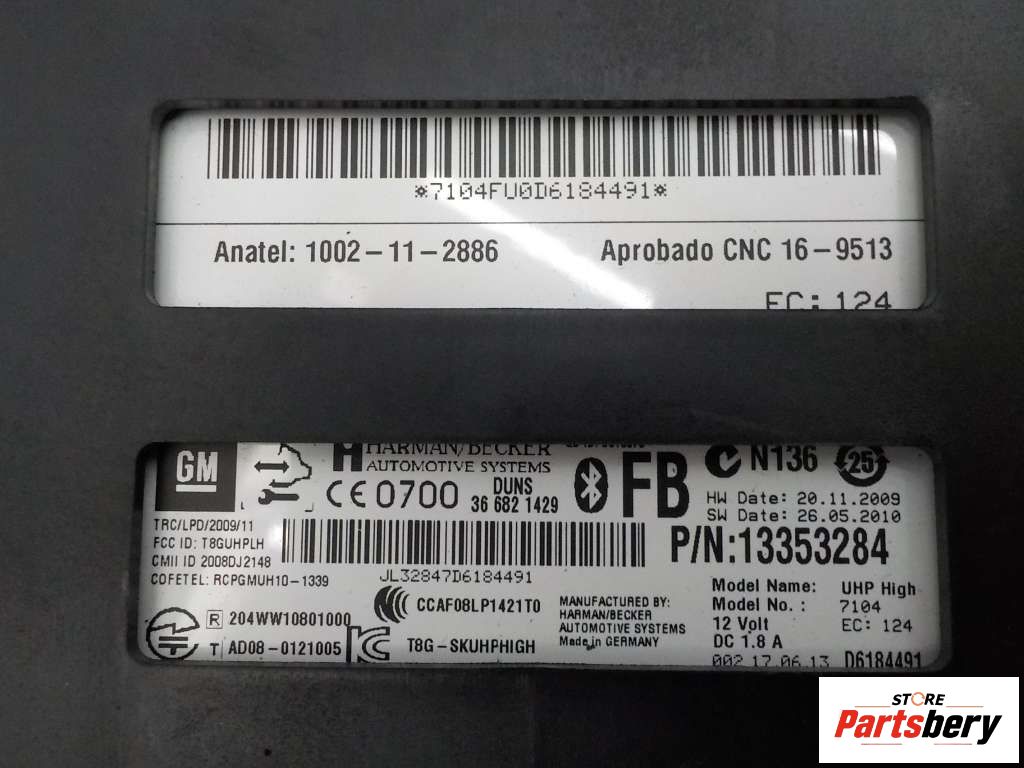 *7104FU0D6184491*
Anatel: 1002-11-2886 Aprobado CNC 16-9513
EC: 124
GM
HARMAN/BECKER
AUTOMOTIVE SYSTEMS
CE 0700
DUNS
36 682 1429
FB
N136
25
HW Date: 20.11.2009
SW Date: 26.05.2010
TRC/LPD/2009/11
FCC ID: T8GUHPLH
CMII ID 2008DJ2148
COFETEL: RCPGMUH10-1339
JL32847D6184491
P/N:13353284
R 204WW10801000
T AD08-0121005
CCAF08LP1421T0
T8G-SKUHPHIGH
MANUFACTURED BY:
HARMAN/BECKER
AUTOMOTIVE SYSTEMS
Made in GERMANY
Model Name: UHP High
Model No.: 7104
12 Volt EC: 124
DC 1.8 A
002 17.06.13 D6184491
STORE
Partsbery